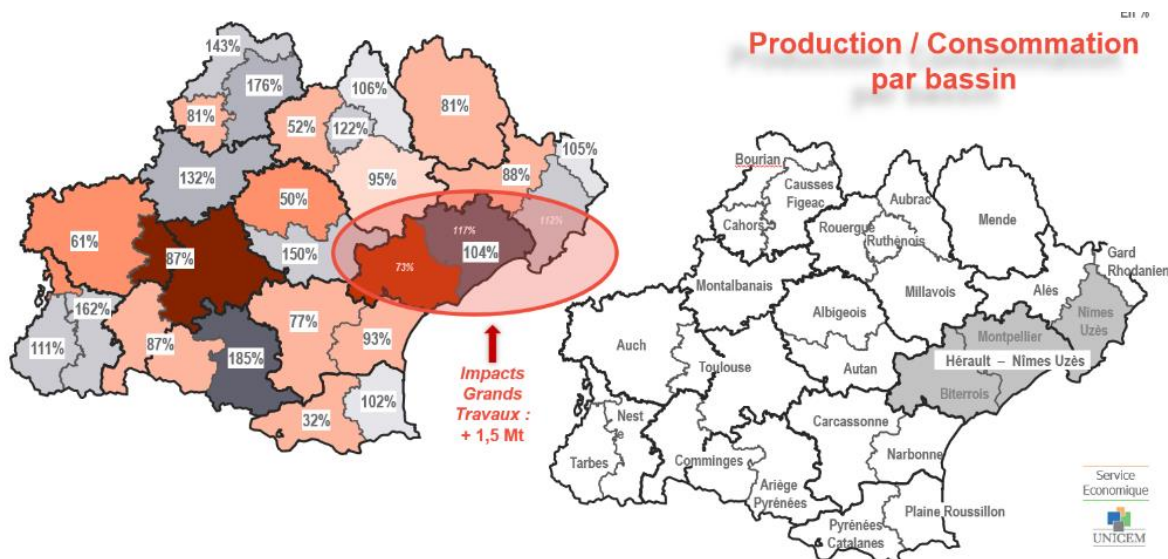 En %
Production / Consommation
par bassin
143%
176%
106%
81%
81%
52%
122%
105%
132%
95%
88%
50%
112%
61%
117%
87%
150%
104%
73%
162%
77%
111%
87%
93%
185%
102%
32%
Impacts
Grands
Travaux :
+ 1,5 Mt
Bourian
Causses
Figeac
Aubrac
Mende
Cahors
Rouergue
Ruthènois
Gard
Rhodanien
Montalbanais
Millavois
Alès
Albigeois
Nîmes
Uzès
Montpellier
Auch
Toulouse
Autan
Hérault – Nîmes Uzès
Biterrois
Nest
e
Carcassonne
Tarbes
Comminges
Narbonne
Ariège
Pyrénées
Plaine Roussillon
Pyrénées
Catalanes
Service
Economique
UNICEM